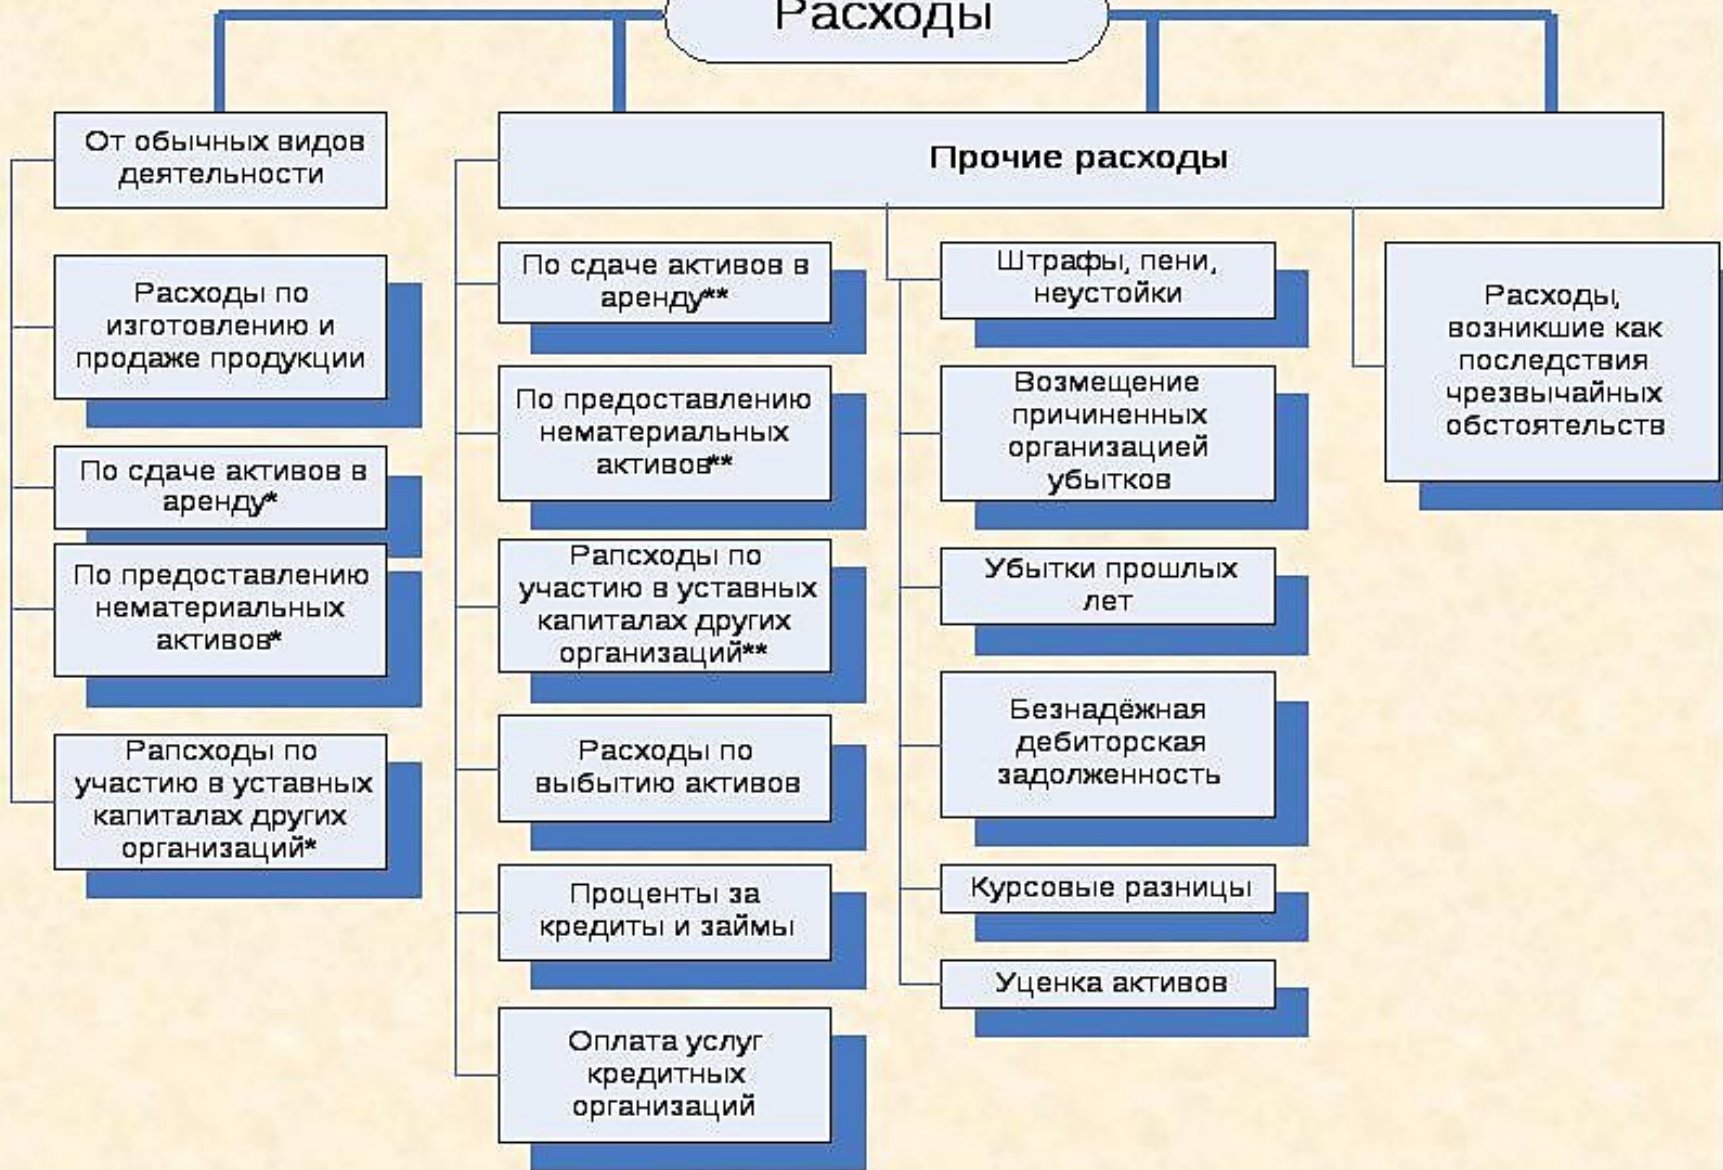 Расходы
От обычных видов
деятельности
Расходы по
изготовлению и
продаже продукции
По сдаче активов в
аренду*
По предоставлению
нематериальных
активов*
Рапсходы по
участию в уставных
капиталах других
организаций*
Прочие расходы
По сдаче активов в
аренду**
По предоставлению
нематериальных
активов**
Рапсходы по
участию в уставных
капиталах других
организаций**
Расходы по
выбытию активов
Проценты за
кредиты и займы
Оплата услуг
кредитных
организаций
Штрафы, пени,
неустойки
Возмещение
причиненных
организацией
убытков
Убытки прошлых
лет
Безнадёжная
дебиторская
задолженность
Курсовые разницы
Уценка активов
Расходы,
возникшие как
последствия
чрезвычайных
обстоятельств